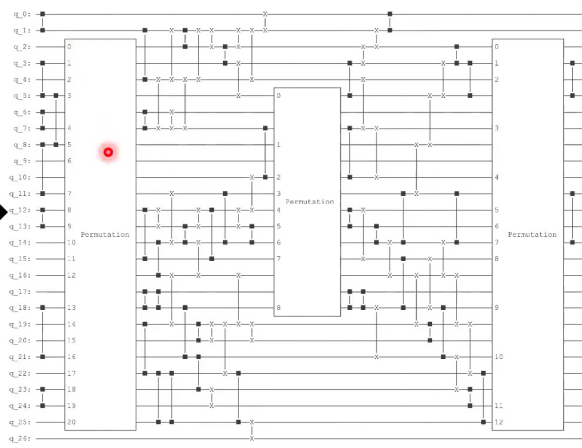 q_0:
q_1:
q_2: 0 0
q_3: 1 1
q_4: 2
q_5: 3 0 2
q_6:
q_7: 4 3
q_8: 5 1
q_9: 6
q_10: 2 4
q_11: 7 3 5
Permutation
q_12: 8 4
q_13: 9 5 6
Permutation Permutation
q_14: 10 6 7
q_15: 11 7 8
q_16: 12
q_17:
q_18: 13 8 9
q_19: 14
q_20: 15
q_21: 16 10
q_22: 17
q_23: 18
q_24: 19 11
q_25: 20 12
q_26: